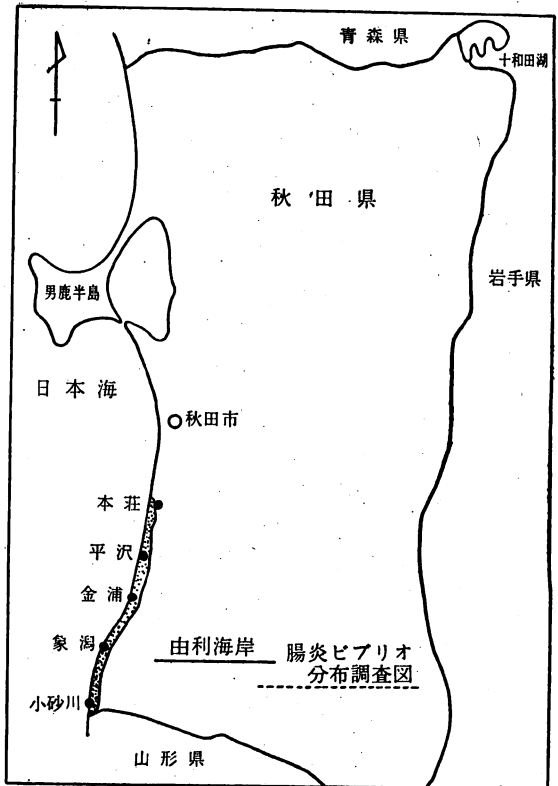 青森県
十和田湖
秋田県
岩手県
男鹿半島
日本海
秋田市
本荘
平沢
金浦
象潟
由利海岸 腸炎ビブリオ
分布調査図
小砂川
山形県